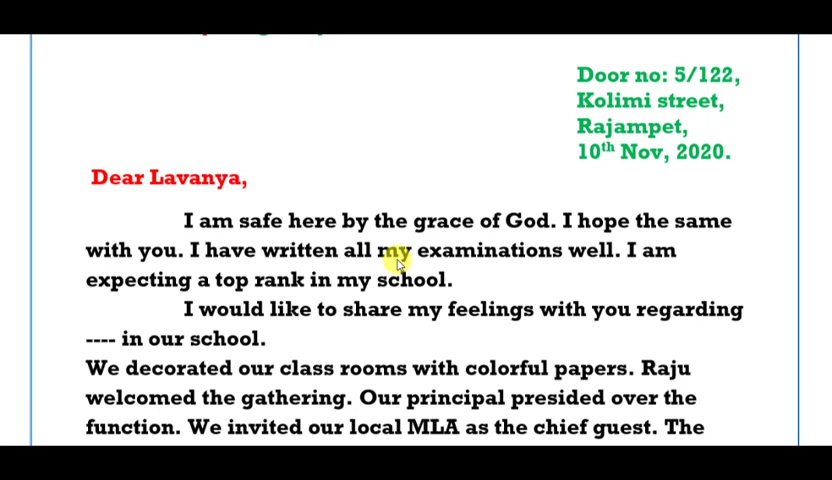 Door no: 5/122,
Kolimi street,
Rajampet,
10th Nov, 2020.
Dear Lavanya,
I am safe here by the grace of God. I hope the same
with you. I have written all my examinations well. I am
expecting a top rank in my school.
I would like to share my feelings with you regarding
---- in our school.
We decorated our class rooms with colorful papers. Raju
welcomed the gathering. Our principal presided over the
function. We invited our local MLA as the chief guest. The